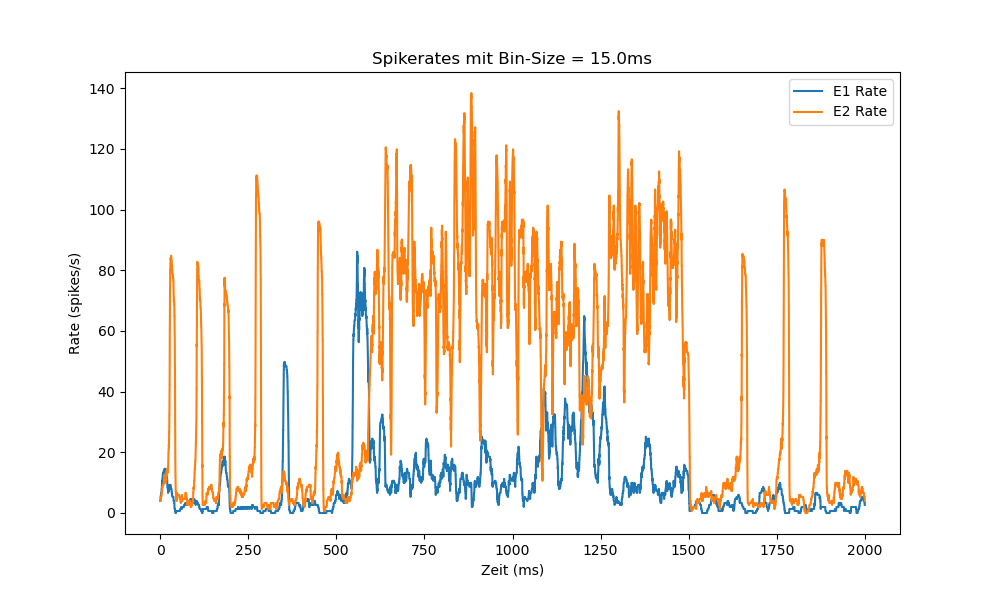 Spikerates mit Bin-Size = 15.0ms
E1 Rate
E2 Rate
140
120
100
80
60
40
20
0
Rate (spikes/s)
0 250 500 750 1000 1250 1500 1750 2000
Zeit (ms)